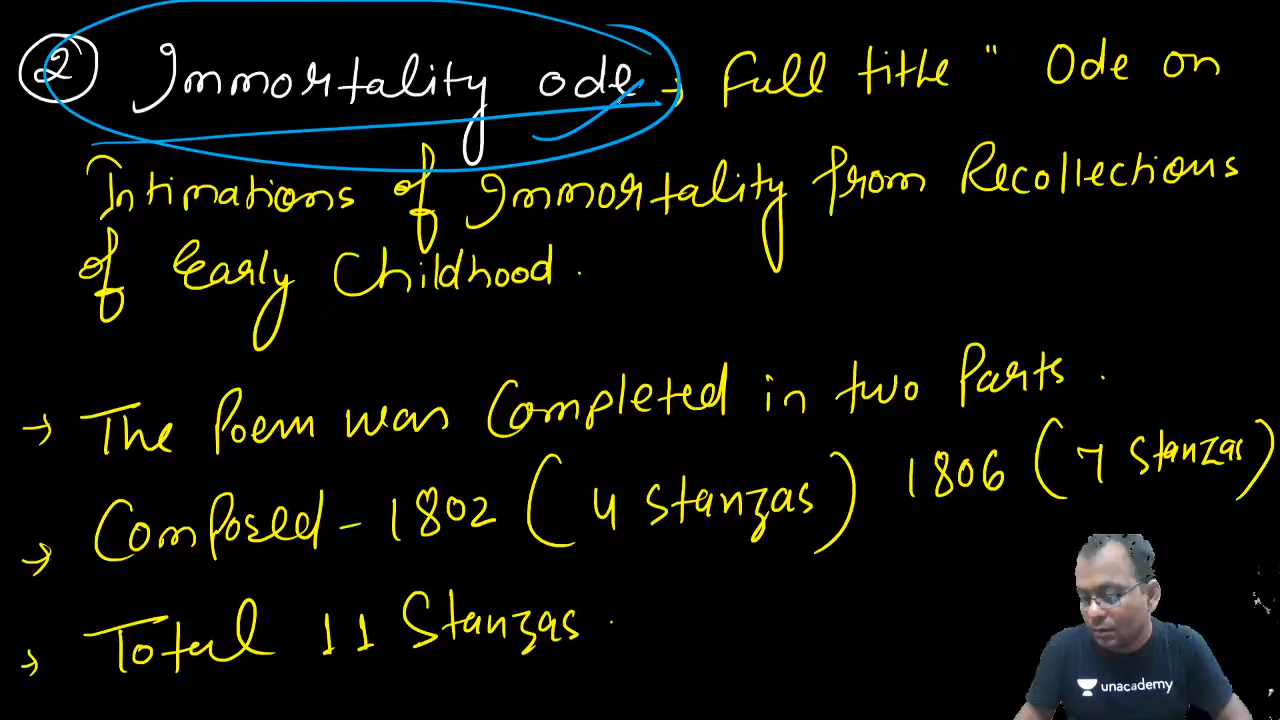 ② Immortality ode → Full title " Ode on
Intimations of Immortality from Recollections
of Early Childhood.
→ The Poem was Completed in two Parts.
→ Composed - 1802 ( 4 stanzas ) 1806 ( 7 stanzas )
→ Total 11 Stanzas.
unacademy